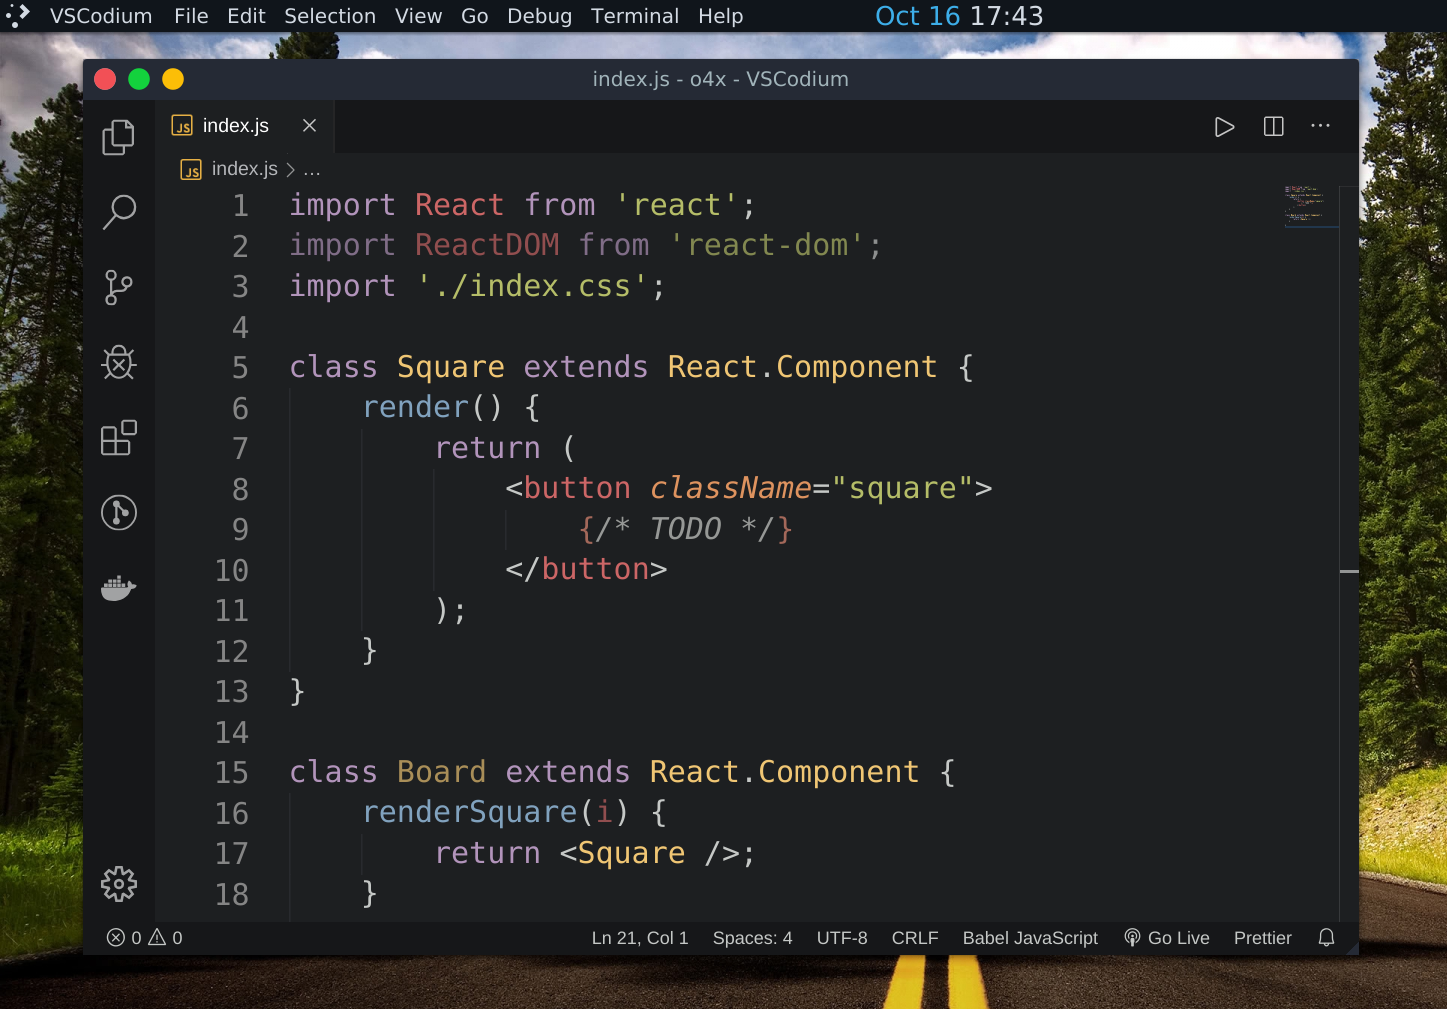 VSCodium File Edit Selection View Go Debug Terminal Help Oct 16 17:43
index.js - o4x - VSCodium
JS index.js
JS index.js > ...
1 import React from 'react';
2 import ReactDOM from 'react-dom';
3 import './index.css';
4
5 class Square extends React.Component {
6     render() {
7         return (
8             <button className="square">
9                 {/* TODO */}
10             </button>
11         );
12     }
13 }
14
15 class Board extends React.Component {
16     renderSquare(i) {
17         return <Square />;
18     }
0 0 Ln 21, Col 1 Spaces: 4 UTF-8 CRLF Babel JavaScript Go Live Prettier